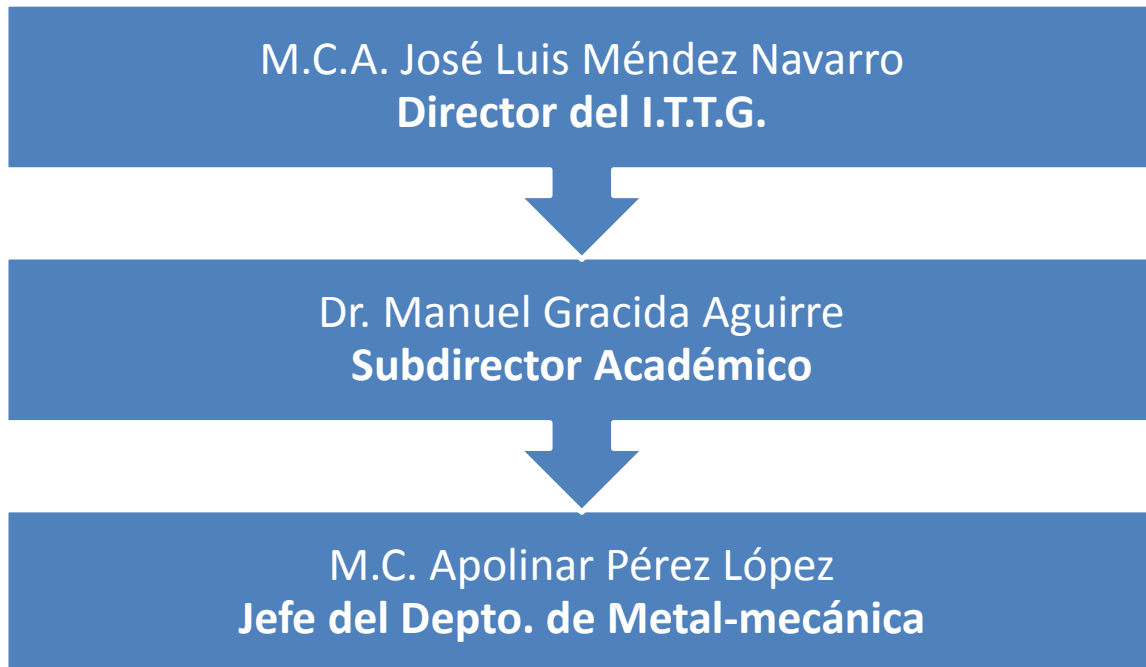 M.C.A. José Luis Méndez Navarro
Director del I.T.T.G.
Dr. Manuel Gracida Aguirre
Subdirector Académico
M.C. Apolinar Pérez López
Jefe del Depto. de Metal-mecánica